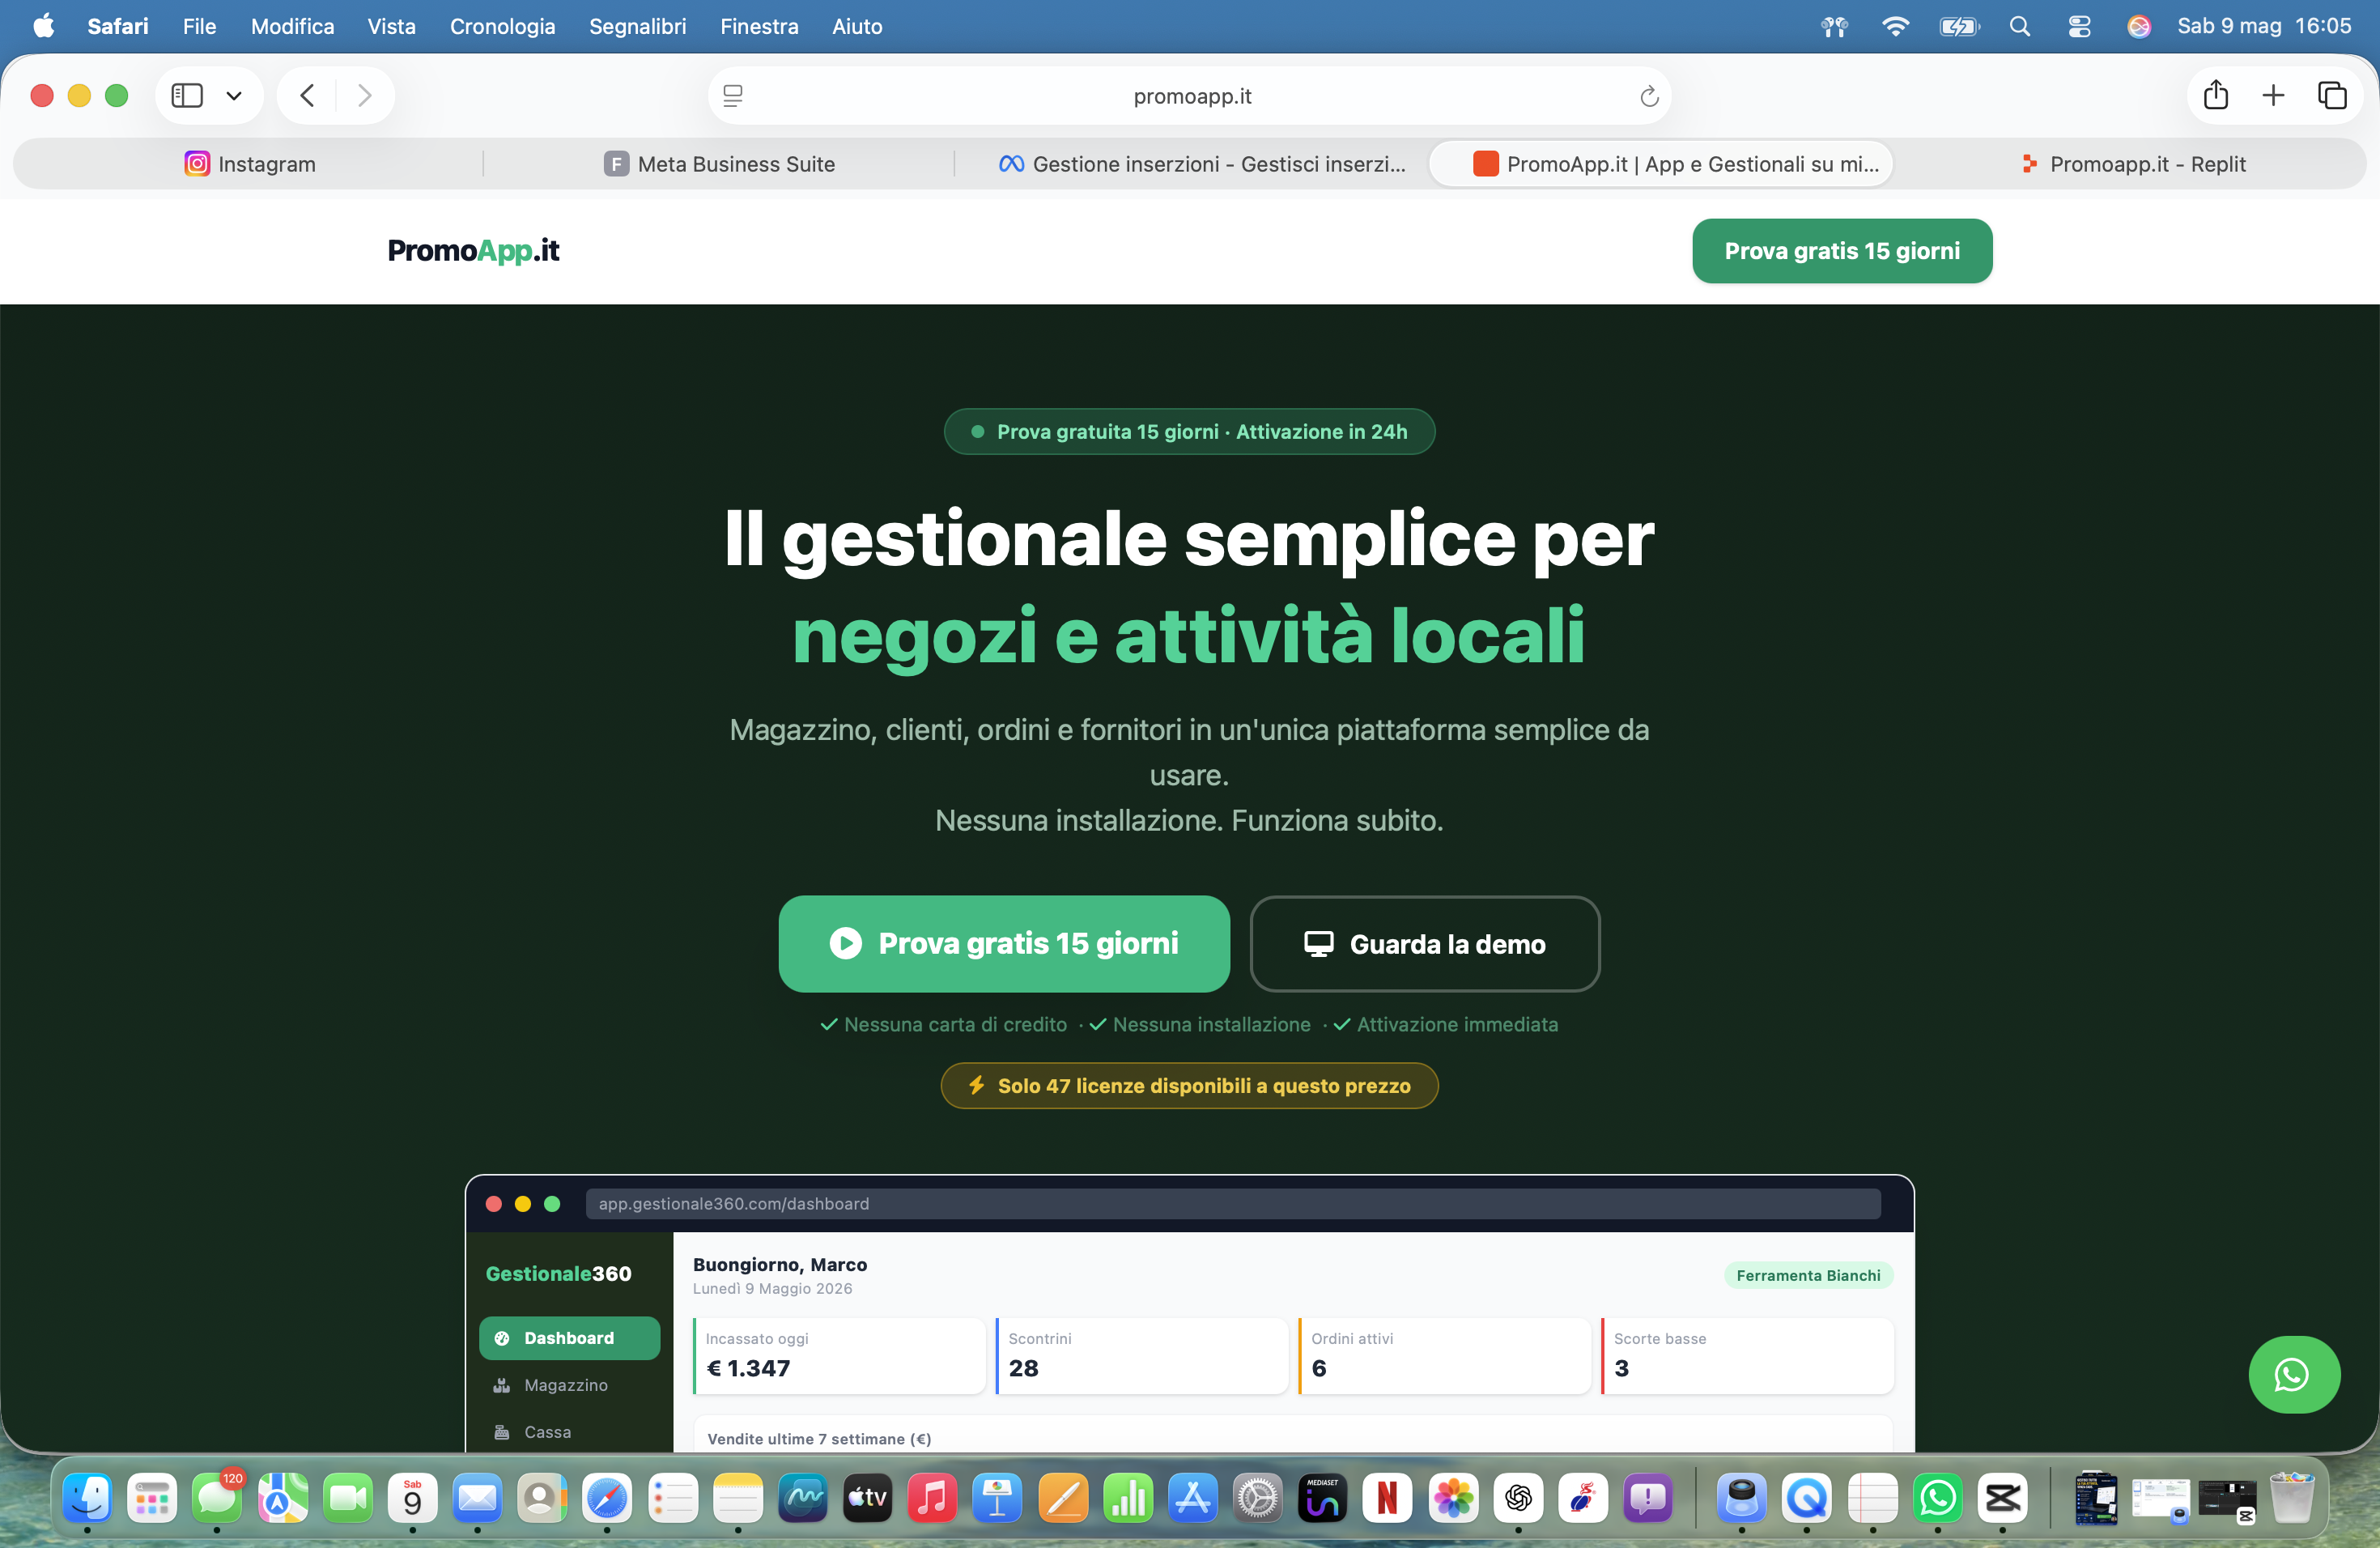 Safari File Modifica Vista Cronologia Segnalibri Finestra Aiuto Sab 9 mag 16:05
promoapp.it
Instagram F Meta Business Suite Gestione inserzioni - Gestisci inserzi... PromoApp.it | App e Gestionali su mi... Promoapp.it - Replit
PromoApp.it Prova gratis 15 giorni
Prova gratuita 15 giorni · Attivazione in 24h
Il gestionale semplice per
negozi e attività locali
Magazzino, clienti, ordini e fornitori in un'unica piattaforma semplice da
usare.
Nessuna installazione. Funziona subito.
Prova gratis 15 giorni Guarda la demo
Nessuna carta di credito · Nessuna installazione · Attivazione immediata
Solo 47 licenze disponibili a questo prezzo
app.gestionale360.com/dashboard
Gestionale360
Dashboard
Magazzino
Cassa
Buongiorno, Marco
Lunedì 9 Maggio 2026
Ferramenta Bianchi
Incassato oggi
€ 1.347
Scontrini
28
Ordini attivi
6
Scorte basse
3
Vendite ultime 7 settimane (€)
120
Sab
9
tv
MEDIASET
in
N